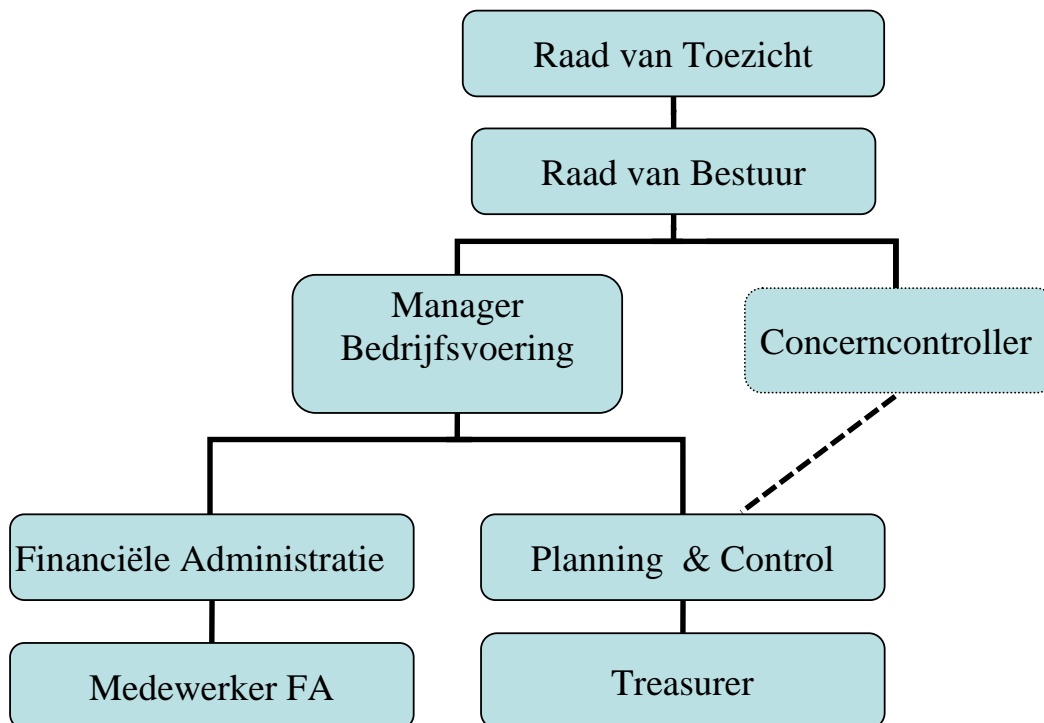 Raad van Toezicht
Raad van Bestuur
Manager
Bedrijfsvoering
Concerncontroller
Financiële Administratie
Planning & Control
Medewerker FA
Treasurer